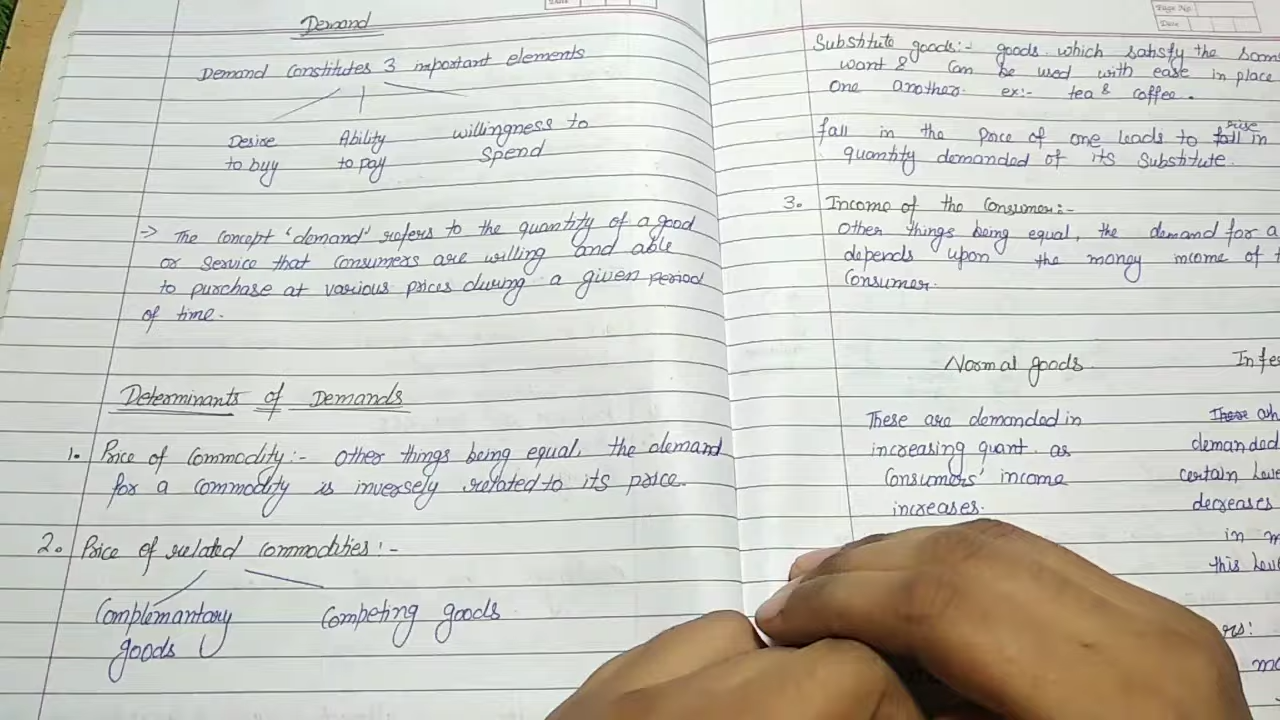 Demand
Demand Constitutes 3 important elements
Desire to buy
Ability to pay
willingness to spend
-> The concept 'demand' refers to the quantity of a good
or service that consumers are willing and able
to purchase at various prices during a given period
of time.
Determinants of Demands
1. Price of commodity:- other things being equal, the demand
for a commodity is inversely related to its price.
2. Price of related commodities:-
Complemantory goods
Competing goods
Page No.
Date
Substitute goods:- goods which satisfy the
want & can be used with ease in place
one another. ex:- tea & coffee.
fall in the price of one leads to rise in
quantity demanded of its substitute.
3. Income of the Consumer:-
other things being equal, the demand for a
depends upon the money income of
Consumer.
Normal goods
These are demanded in
increasing quant. as
Consumers' income
increases.
demanded
certain
decreases
in
this